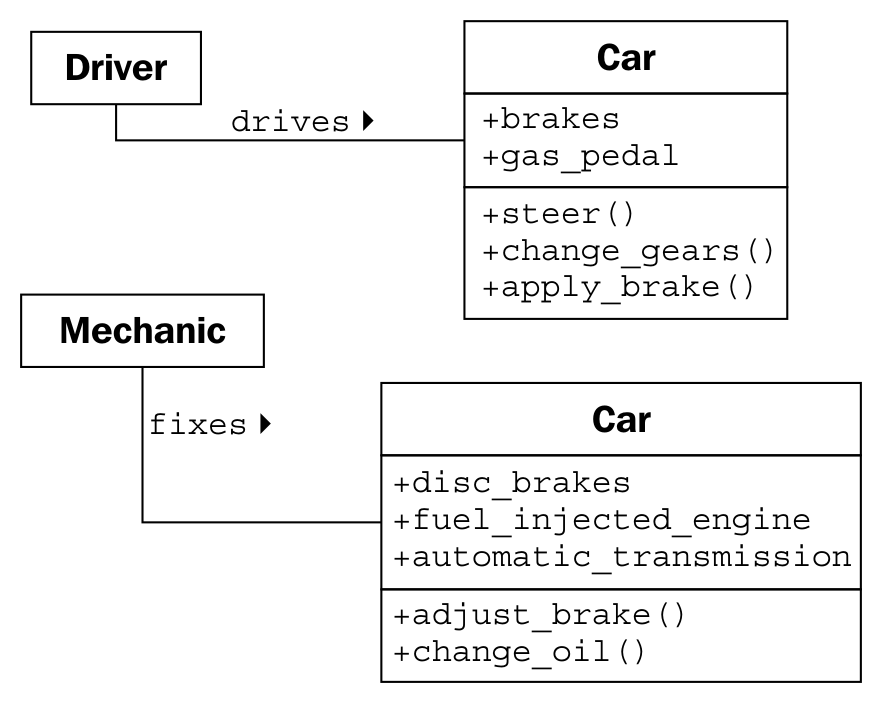 Driver
drives
Car
+brakes
+gas_pedal
+steer()
+change_gears()
+apply_brake()
Mechanic
fixes
Car
+disc_brakes
+fuel_injected_engine
+automatic_transmission
+adjust_brake()
+change_oil()